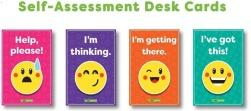 Self-Assessment Desk Cards
Help, please!
I'm thinking.
I'm getting there.
I've got this!